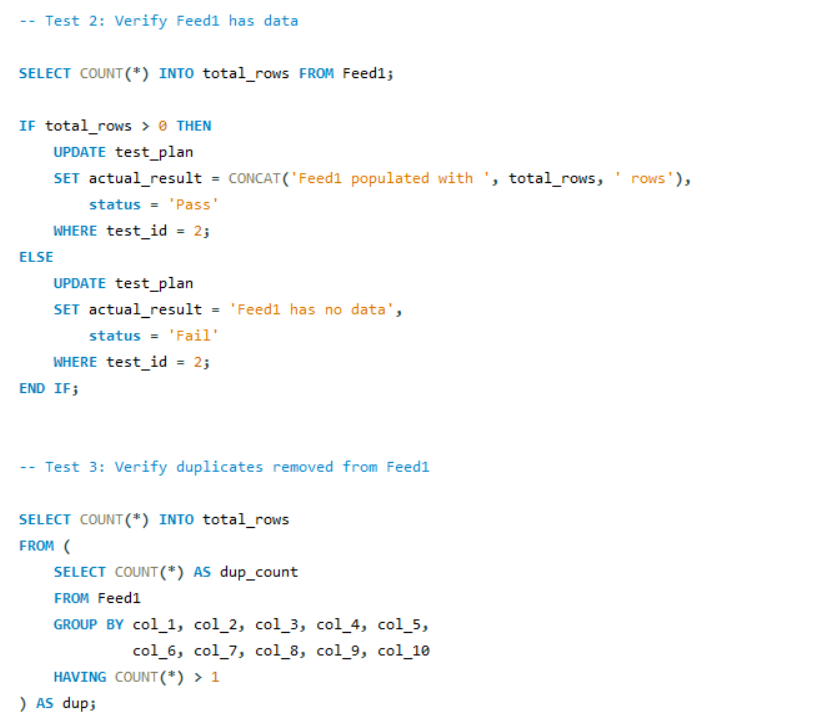 -- Test 2: Verify Feed1 has data
SELECT COUNT(*) INTO total_rows FROM Feed1;
IF total_rows > 0 THEN
    UPDATE test_plan
    SET actual_result = CONCAT('Feed1 populated with ', total_rows, ' rows'),
        status = 'Pass'
    WHERE test_id = 2;
ELSE
    UPDATE test_plan
    SET actual_result = 'Feed1 has no data',
        status = 'Fail'
    WHERE test_id = 2;
END IF;
-- Test 3: Verify duplicates removed from Feed1
SELECT COUNT(*) INTO total_rows
FROM (
    SELECT COUNT(*) AS dup_count
    FROM Feed1
    GROUP BY col_1, col_2, col_3, col_4, col_5,
             col_6, col_7, col_8, col_9, col_10
    HAVING COUNT(*) > 1
) AS dup;